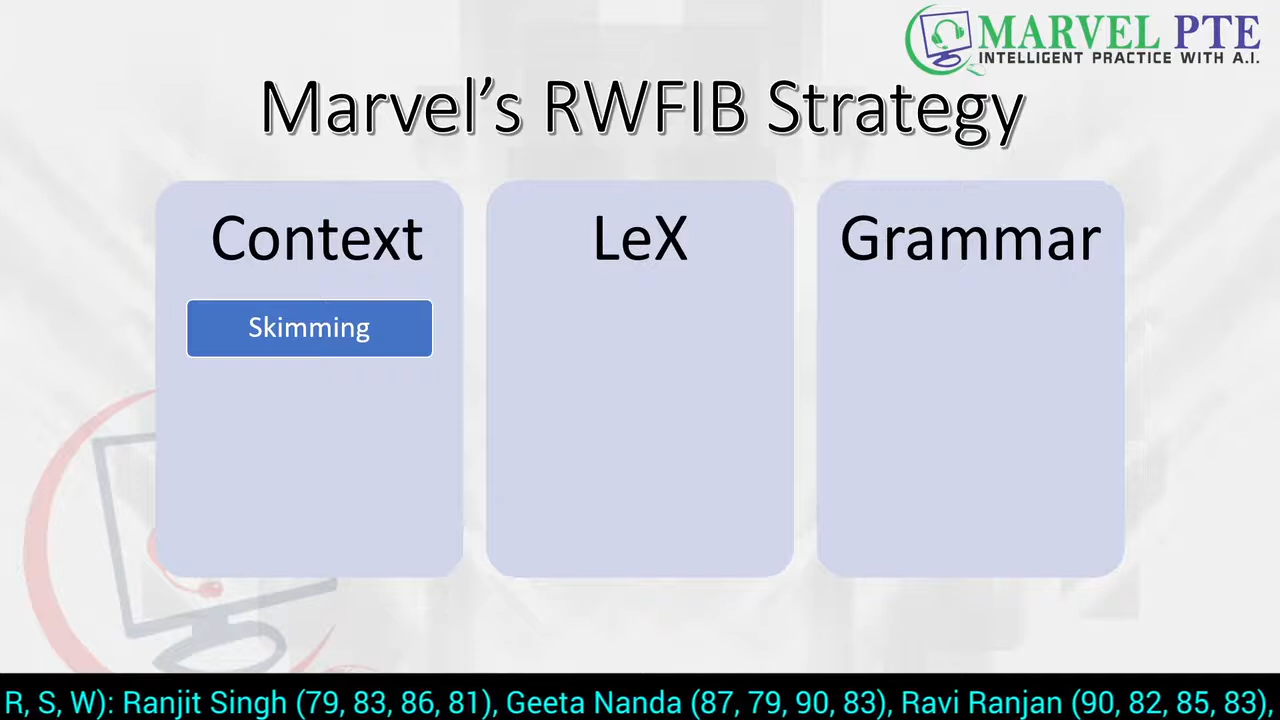 MARVEL PTE
INTELLIGENT PRACTICE WITH A.I.
Marvel's RWFIB Strategy
Context
LeX
Grammar
Skimming
R, S, W): Ranjit Singh (79, 83, 86, 81), Geeta Nanda (87, 79, 90, 83), Ravi Ranjan (90, 82, 85, 83),